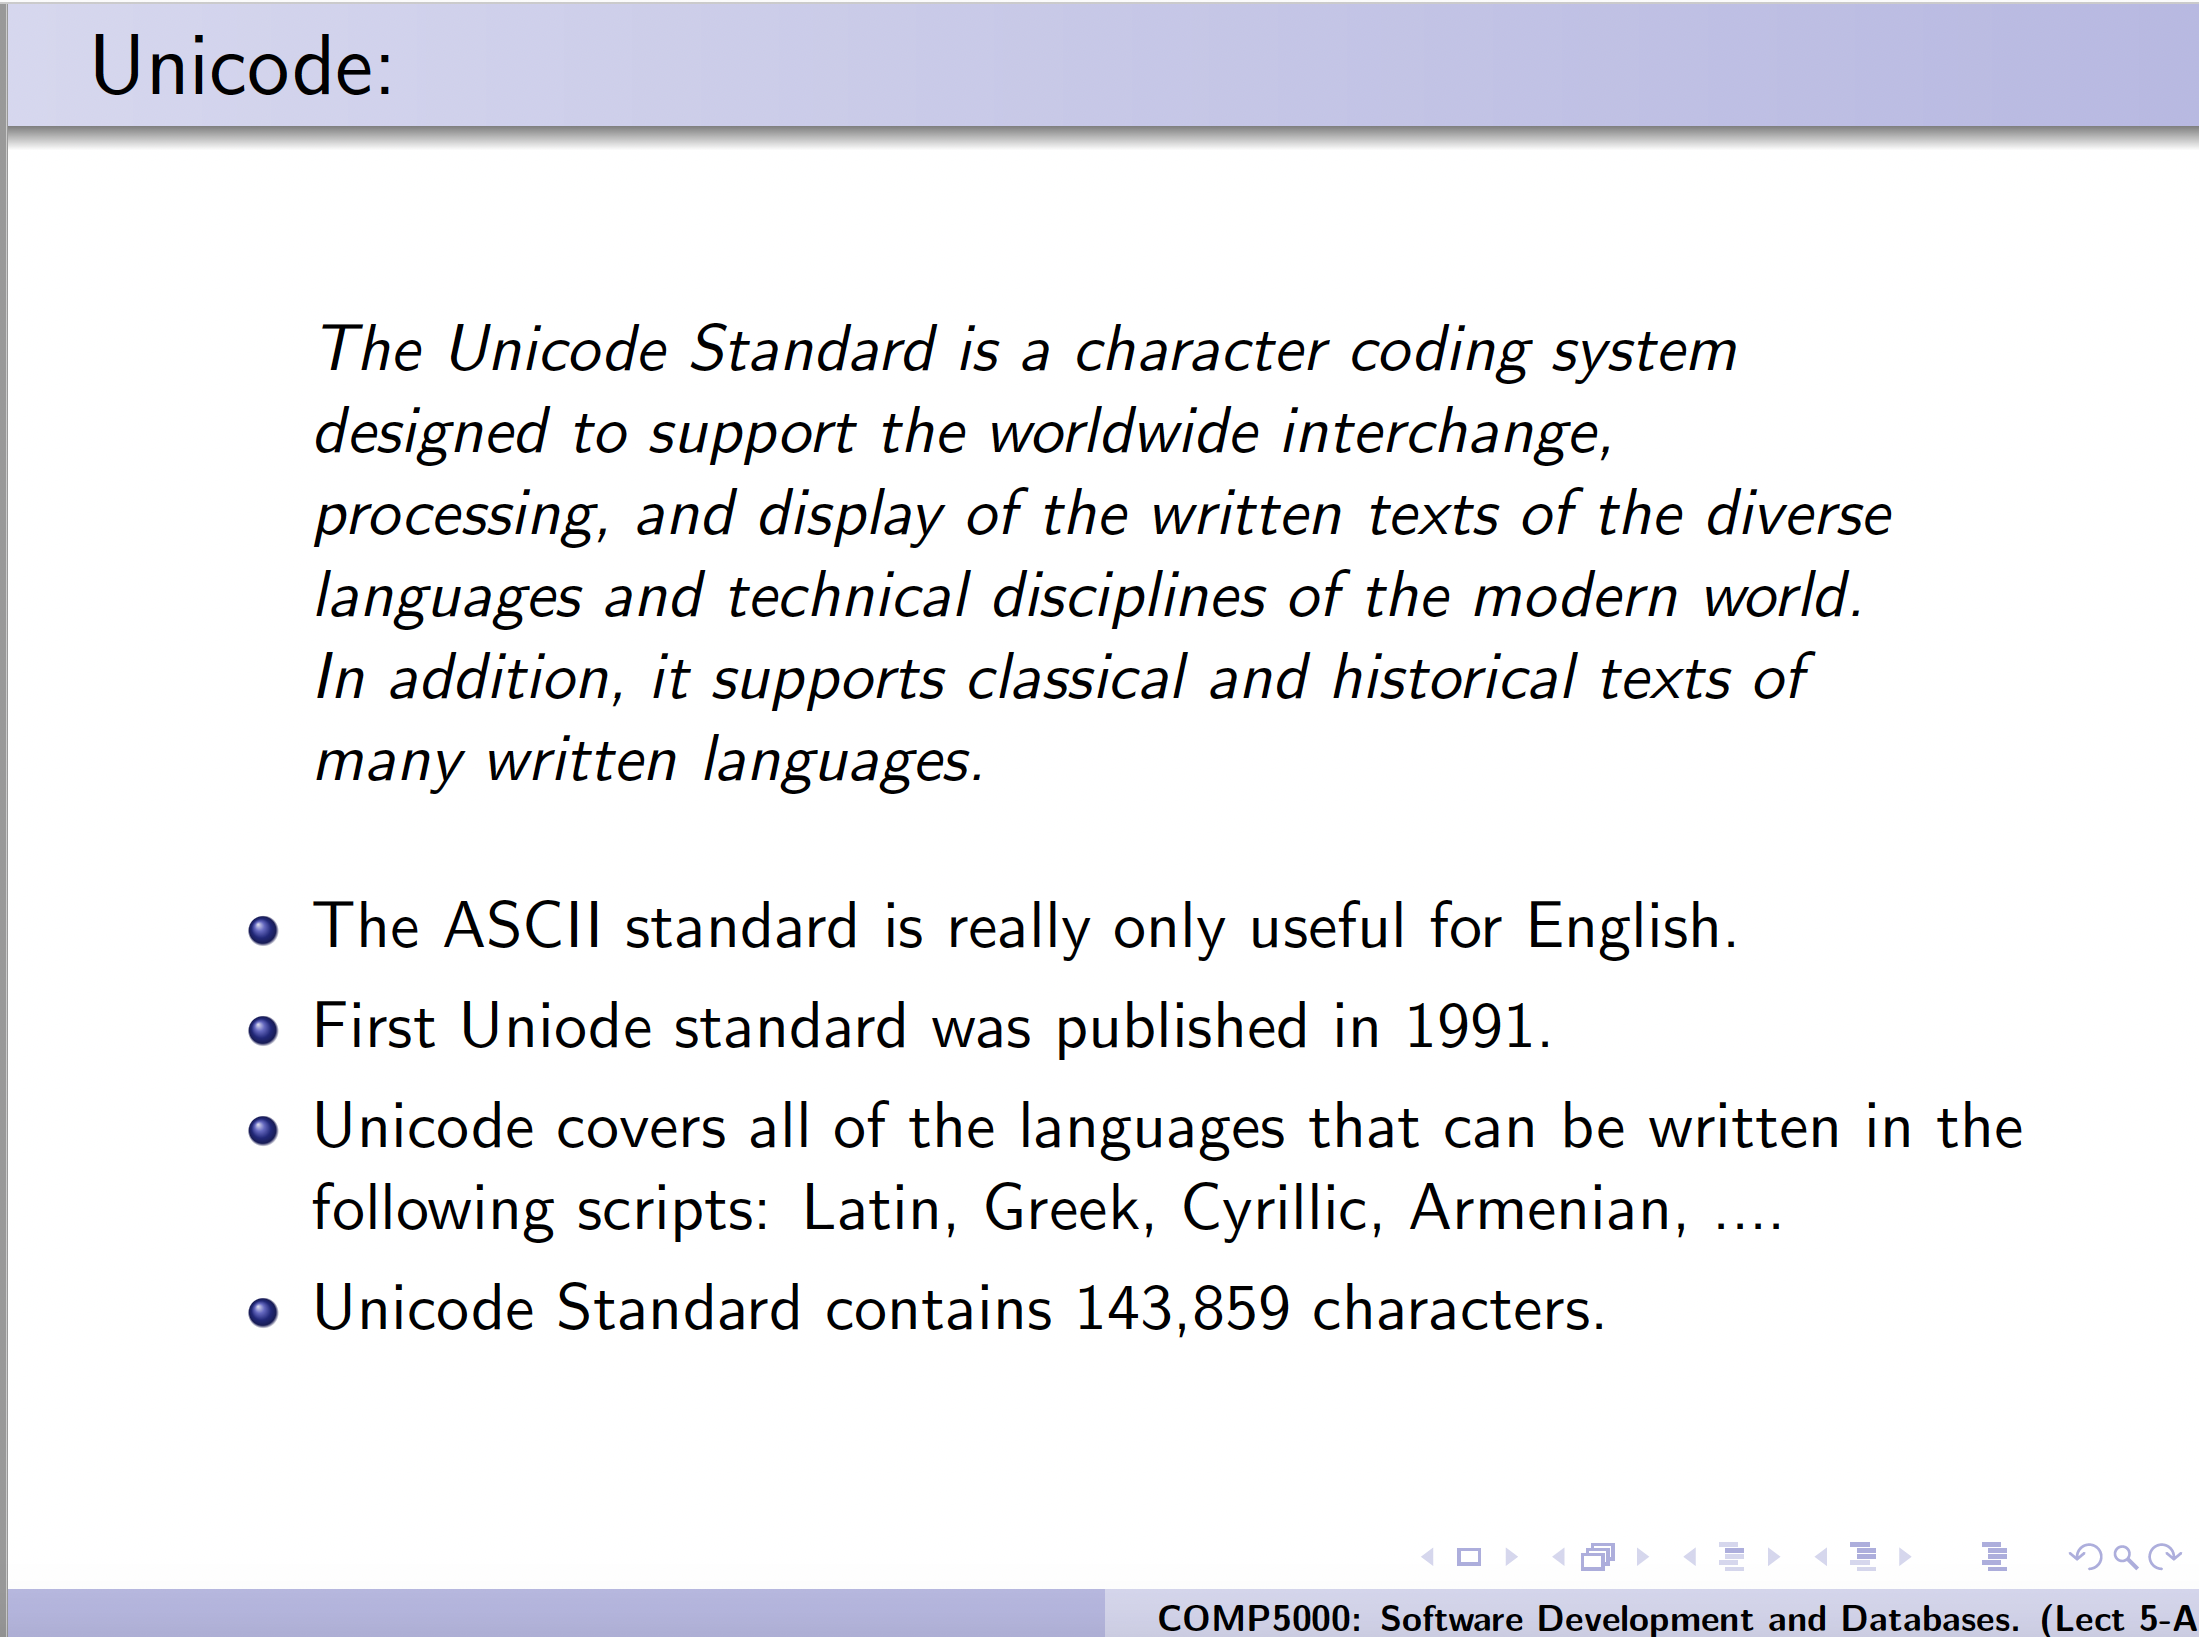 Unicode:
The Unicode Standard is a character coding system
designed to support the worldwide interchange,
processing, and display of the written texts of the diverse
languages and technical disciplines of the modern world.
In addition, it supports classical and historical texts of
many written languages.
The ASCII standard is really only useful for English.
First Uniode standard was published in 1991.
Unicode covers all of the languages that can be written in the
following scripts: Latin, Greek, Cyrillic, Armenian, ....
Unicode Standard contains 143,859 characters.
COMP5000: Software Development and Databases. (Lect 5-A